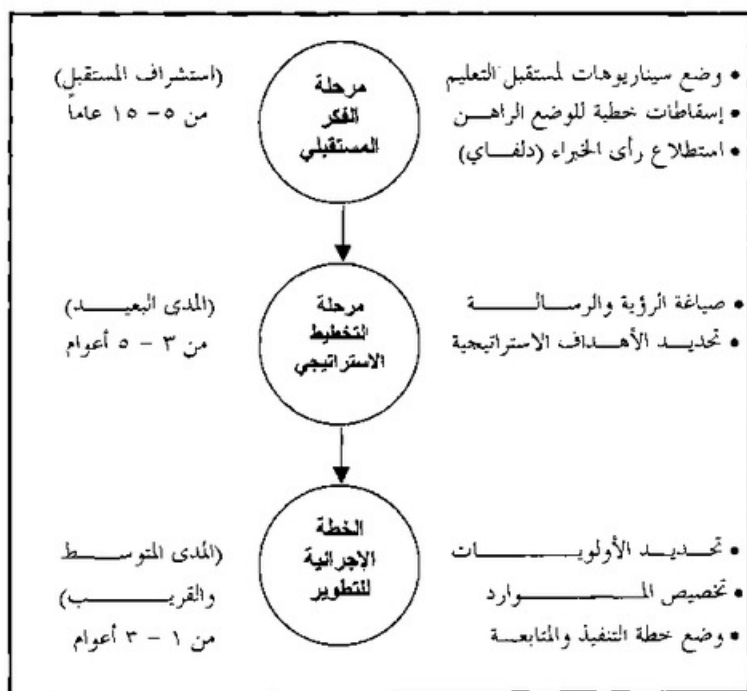 • وضع سيناريوهات لمستقبل التعليم
• إسقاطات خطية للوضع الراهن
• استطلاع رأى الخبراء (دلفاي)
مرحلة
الفكر
المستقبلي
(استشراف المستقبل)
من ٥- ١٥ عاماً
• صياغة الرؤية والرسالة
• تحديد الأهداف الاستراتيجية
مرحلة
التخطيط
الاستراتيجي
(المدى البعيد)
من ٣ - ٥ أعوام
• تحديد الأولويات
• تخصيص الموارد
• وضع خطة التنفيذ والمتابعة
الخطة
الإجرائية
للتطوير
(المدى المتوسط
والقريب)
من ١ - ٣ أعوام